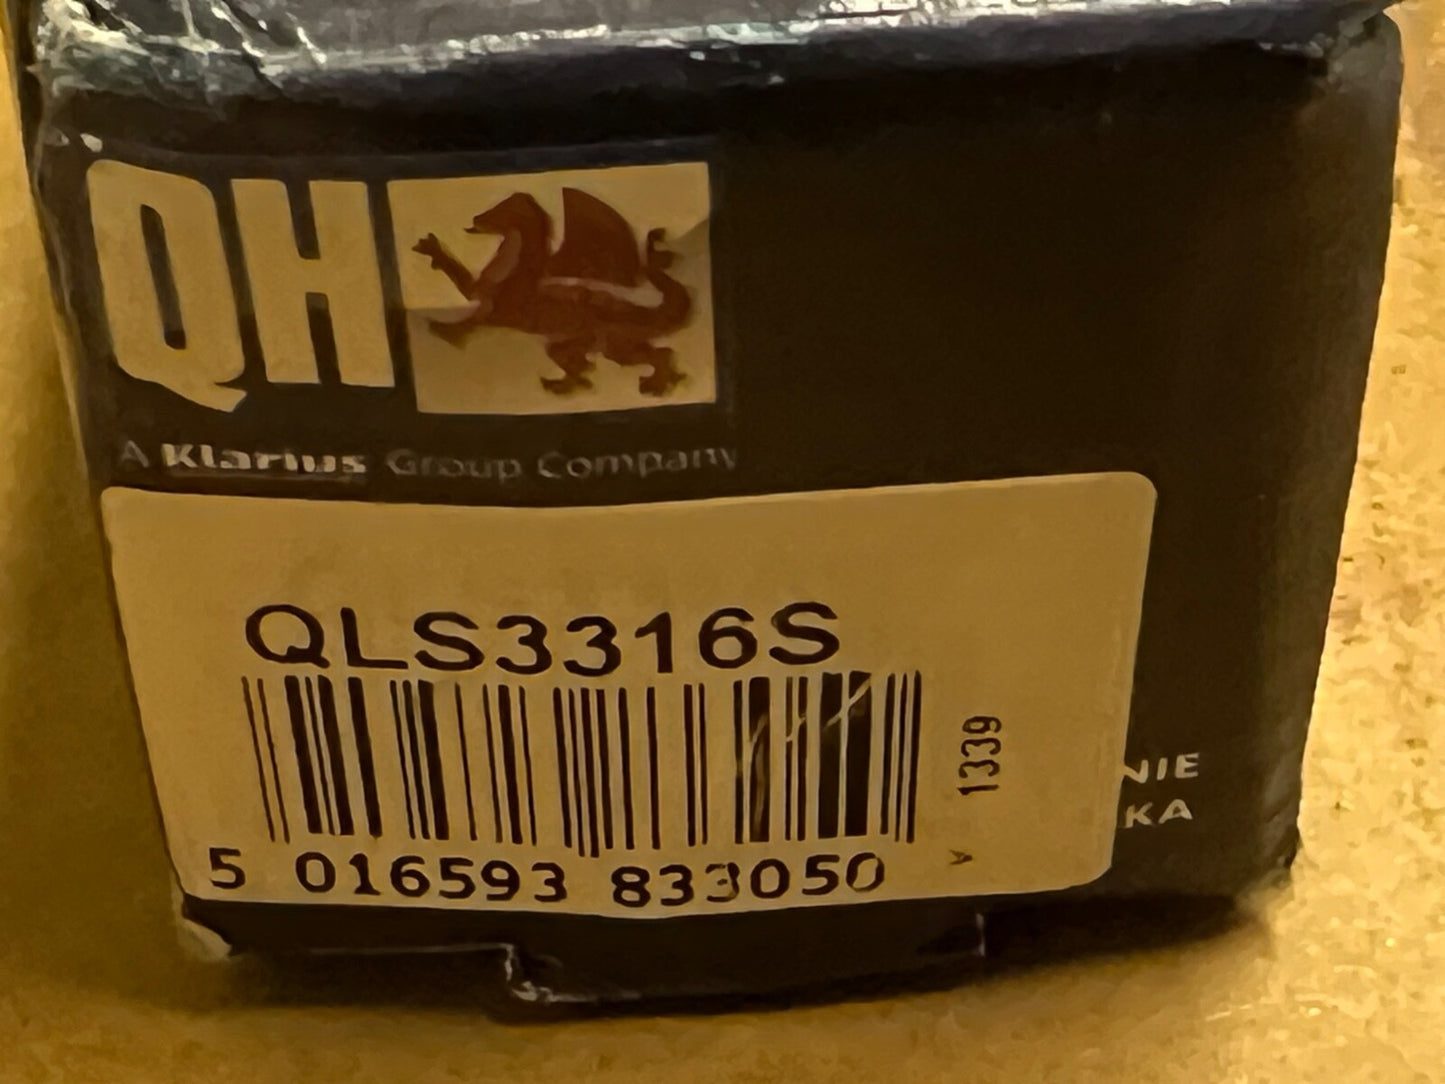 QH
A Klarius Group Company
QLS3316S
1339
A
5 016593 833050
NIE
KA